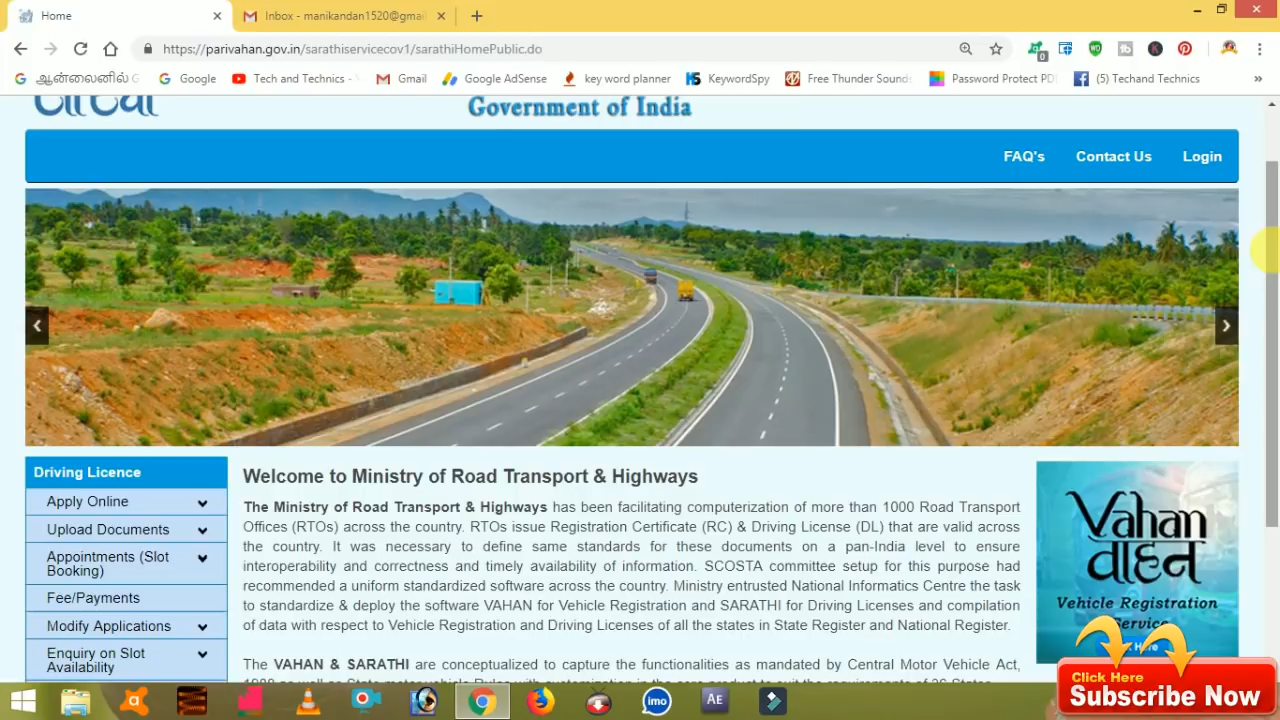 Home
Inbox - manikandan1520@gmai
https://parivahan.gov.in/sarathiservicecov1/sarathiHomePublic.do
0
ஆன்லைனில்
Google
Tech and Technics -
Gmail
Google AdSense
key word planner
KeywordSpy
Free Thunder Sound
Password Protect PD
(5) Techand Technics
»
Government of India
FAQ's
Contact Us
Login
Driving Licence
Apply Online
Upload Documents
Appointments (Slot
Booking)
Fee/Payments
Modify Applications
Enquiry on Slot
Availability
Welcome to Ministry of Road Transport & Highways
The Ministry of Road Transport & Highways has been facilitating computerization of more than 1000 Road Transport
Offices (RTOs) across the country. RTOs issue Registration Certificate (RC) & Driving License (DL) that are valid across
the country. It was necessary to define same standards for these documents on a pan-India level to ensure
interoperability and correctness and timely availability of information. SCOSTA committee setup for this purpose had
recommended a uniform standardized software across the country. Ministry entrusted National Informatics Centre the task
to standardize & deploy the software VAHAN for Vehicle Registration and SARATHI for Driving Licenses and compilation
of data with respect to Vehicle Registration and Driving Licenses of all the states in State Register and National Register.
The VAHAN & SARATHI are conceptualized to capture the functionalities as mandated by Central Motor Vehicle Act,
Vahan
वाहन
Vehicle Registration
Service
Click Here
Subscribe Now
imo
AE